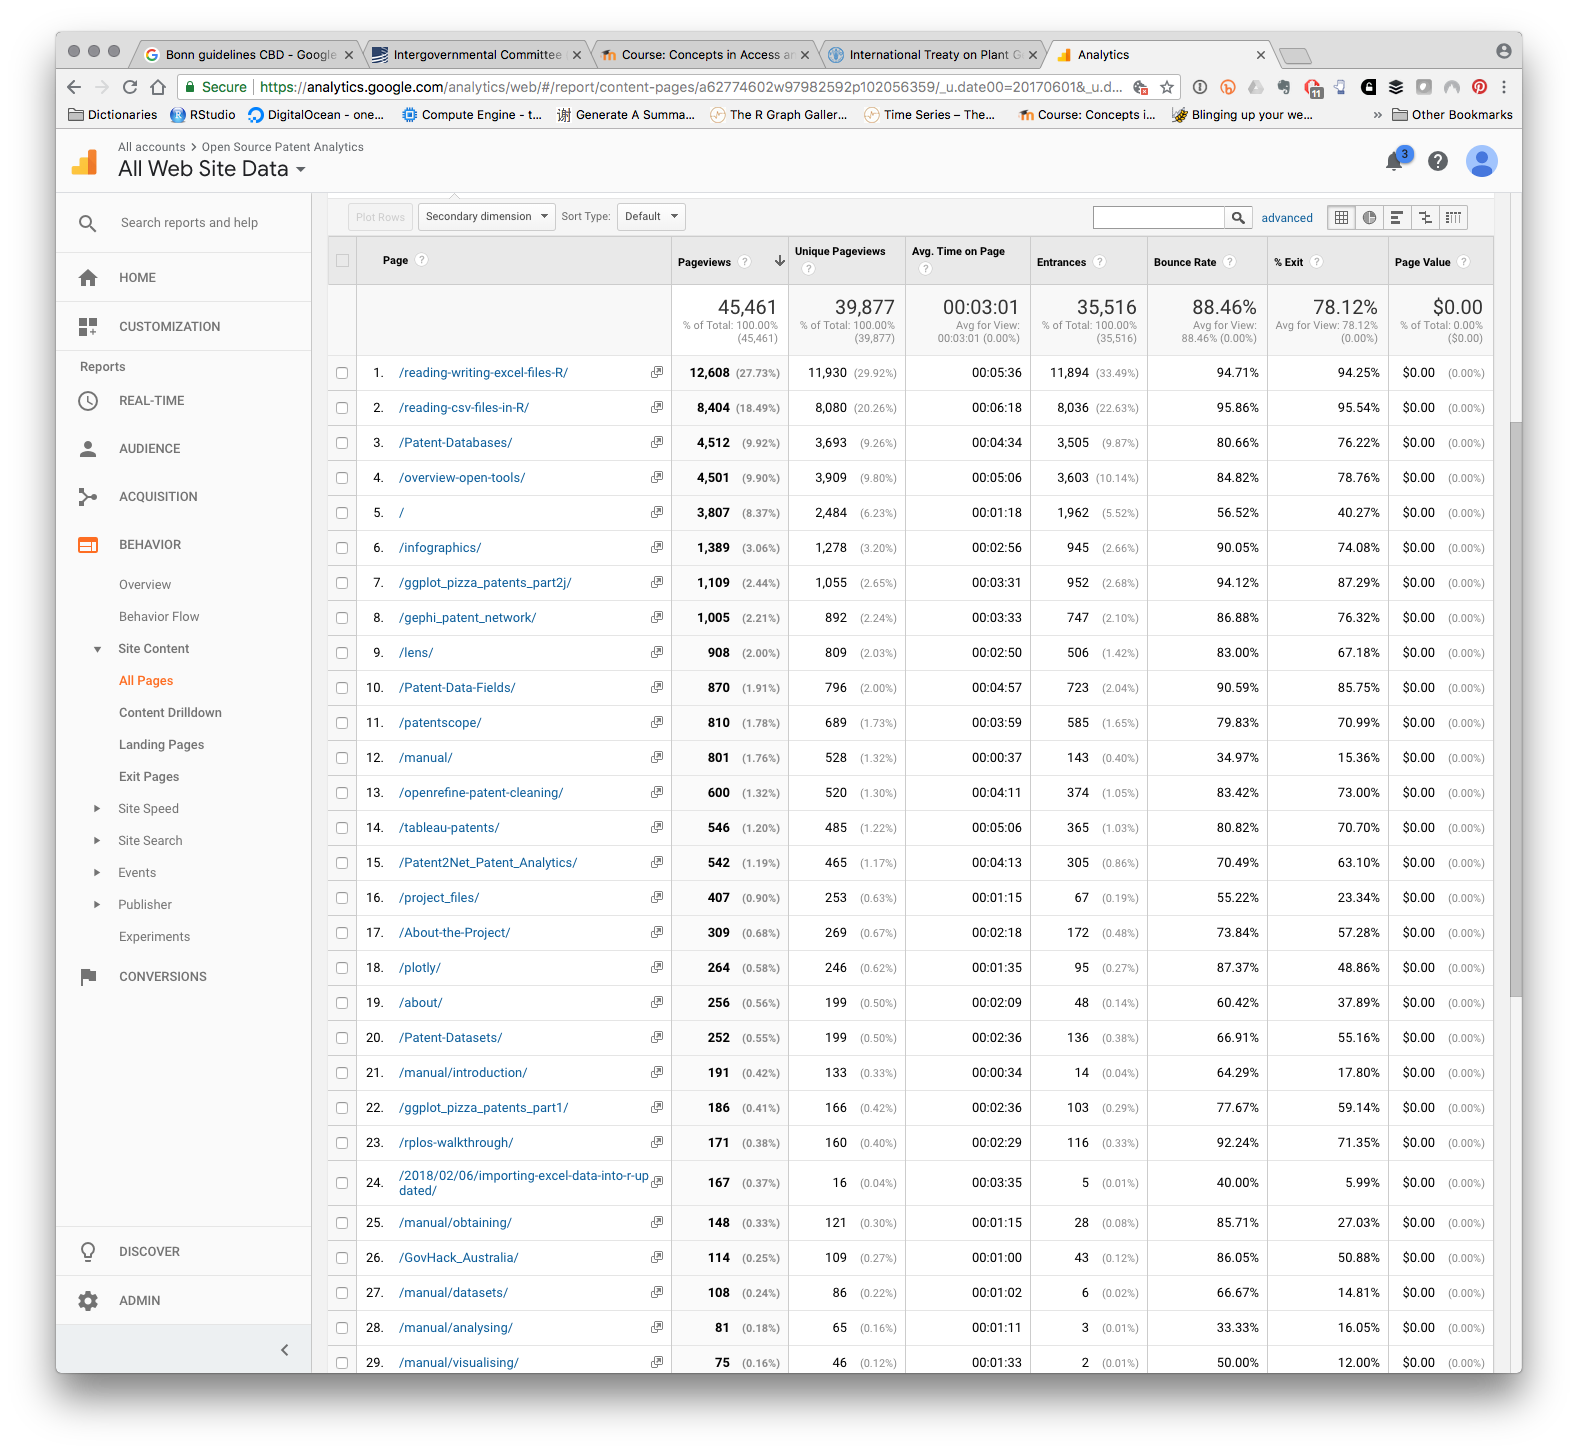 Bonn guidelines CBD - Google
Intergovernmental Committee
Course: Concepts in Access a
International Treaty on Plant G
Analytics
Secure
https://analytics.google.com/analytics/web/#/report/content-pages/a62774602w97982592p102056359/_u.date00=20170601&_u.d...
11
Dictionaries
RStudio
DigitalOcean - one...
Compute Engine - t...
Generate A Summa...
The R Graph Galler...
Time Series – The...
Course: Concepts i...
Blinging up your we...
» Other Bookmarks
All accounts > Open Source Patent Analytics
All Web Site Data
3
Search reports and help
HOME
CUSTOMIZATION
Reports
REAL-TIME
AUDIENCE
ACQUISITION
BEHAVIOR
Overview
Behavior Flow
Site Content
All Pages
Content Drilldown
Landing Pages
Exit Pages
Site Speed
Site Search
Events
Publisher
Experiments
CONVERSIONS
DISCOVER
ADMIN
Plot Rows Secondary dimension Sort Type: Default advanced
Page Pageviews Unique Pageviews Avg. Time on Page Entrances Bounce Rate % Exit Page Value
45,461 39,877 00:03:01 35,516 88.46% 78.12% $0.00
% of Total: 100.00% % of Total: 100.00% Avg for View: % of Total: 100.00% Avg for View: Avg for View: 78.12% % of Total: 0.00%
(45,461) (39,877) 00:03:01 (0.00%) (35,516) 88.46% (0.00%) (0.00%) ($0.00)
1. /reading-writing-excel-files-R/ 12,608 (27.73%) 11,930 (29.92%) 00:05:36 11,894 (33.49%) 94.71% 94.25% $0.00 (0.00%)
2. /reading-csv-files-in-R/ 8,404 (18.49%) 8,080 (20.26%) 00:06:18 8,036 (22.63%) 95.86% 95.54% $0.00 (0.00%)
3. /Patent-Databases/ 4,512 (9.92%) 3,693 (9.26%) 00:04:34 3,505 (9.87%) 80.66% 76.22% $0.00 (0.00%)
4. /overview-open-tools/ 4,501 (9.90%) 3,909 (9.80%) 00:05:06 3,603 (10.14%) 84.82% 78.76% $0.00 (0.00%)
5. / 3,807 (8.37%) 2,484 (6.23%) 00:01:18 1,962 (5.52%) 56.52% 40.27% $0.00 (0.00%)
6. /infographics/ 1,389 (3.06%) 1,278 (3.20%) 00:02:56 945 (2.66%) 90.05% 74.08% $0.00 (0.00%)
7. /ggplot_pizza_patents_part2j/ 1,109 (2.44%) 1,055 (2.65%) 00:03:31 952 (2.68%) 94.12% 87.29% $0.00 (0.00%)
8. /gephi_patent_network/ 1,005 (2.21%) 892 (2.24%) 00:03:33 747 (2.10%) 86.88% 76.32% $0.00 (0.00%)
9. /lens/ 908 (2.00%) 809 (2.03%) 00:02:50 506 (1.42%) 83.00% 67.18% $0.00 (0.00%)
10. /Patent-Data-Fields/ 870 (1.91%) 796 (2.00%) 00:04:57 723 (2.04%) 90.59% 85.75% $0.00 (0.00%)
11. /patentscope/ 810 (1.78%) 689 (1.73%) 00:03:59 585 (1.65%) 79.83% 70.99% $0.00 (0.00%)
12. /manual/ 801 (1.76%) 528 (1.32%) 00:00:37 143 (0.40%) 34.97% 15.36% $0.00 (0.00%)
13. /openrefine-patent-cleaning/ 600 (1.32%) 520 (1.30%) 00:04:11 374 (1.05%) 83.42% 73.00% $0.00 (0.00%)
14. /tableau-patents/ 546 (1.20%) 485 (1.22%) 00:05:06 365 (1.03%) 80.82% 70.70% $0.00 (0.00%)
15. /Patent2Net_Patent_Analytics/ 542 (1.19%) 465 (1.17%) 00:04:13 305 (0.86%) 70.49% 63.10% $0.00 (0.00%)
16. /project_files/ 407 (0.90%) 253 (0.63%) 00:01:15 67 (0.19%) 55.22% 23.34% $0.00 (0.00%)
17. /About-the-Project/ 309 (0.68%) 269 (0.67%) 00:02:18 172 (0.48%) 73.84% 57.28% $0.00 (0.00%)
18. /plotly/ 264 (0.58%) 246 (0.62%) 00:01:35 95 (0.27%) 87.37% 48.86% $0.00 (0.00%)
19. /about/ 256 (0.56%) 199 (0.50%) 00:02:09 48 (0.14%) 60.42% 37.89% $0.00 (0.00%)
20. /Patent-Datasets/ 252 (0.55%) 199 (0.50%) 00:02:36 136 (0.38%) 66.91% 55.16% $0.00 (0.00%)
21. /manual/introduction/ 191 (0.42%) 133 (0.33%) 00:00:34 14 (0.04%) 64.29% 17.80% $0.00 (0.00%)
22. /ggplot_pizza_patents_part1/ 186 (0.41%) 166 (0.42%) 00:02:36 103 (0.29%) 77.67% 59.14% $0.00 (0.00%)
23. /rplos-walkthrough/ 171 (0.38%) 160 (0.40%) 00:02:29 116 (0.33%) 92.24% 71.35% $0.00 (0.00%)
24. /2018/02/06/importing-excel-data-into-r-up
dated/ 167 (0.37%) 16 (0.04%) 00:03:35 5 (0.01%) 40.00% 5.99% $0.00 (0.00%)
25. /manual/obtaining/ 148 (0.33%) 121 (0.30%) 00:01:15 28 (0.08%) 85.71% 27.03% $0.00 (0.00%)
26. /GovHack_Australia/ 114 (0.25%) 109 (0.27%) 00:01:00 43 (0.12%) 86.05% 50.88% $0.00 (0.00%)
27. /manual/datasets/ 108 (0.24%) 86 (0.22%) 00:01:02 6 (0.02%) 66.67% 14.81% $0.00 (0.00%)
28. /manual/analysing/ 81 (0.18%) 65 (0.16%) 00:01:11 3 (0.01%) 33.33% 16.05% $0.00 (0.00%)
29. /manual/visualising/ 75 (0.16%) 46 (0.12%) 00:01:33 2 (0.01%) 50.00% 12.00% $0.00 (0.00%)